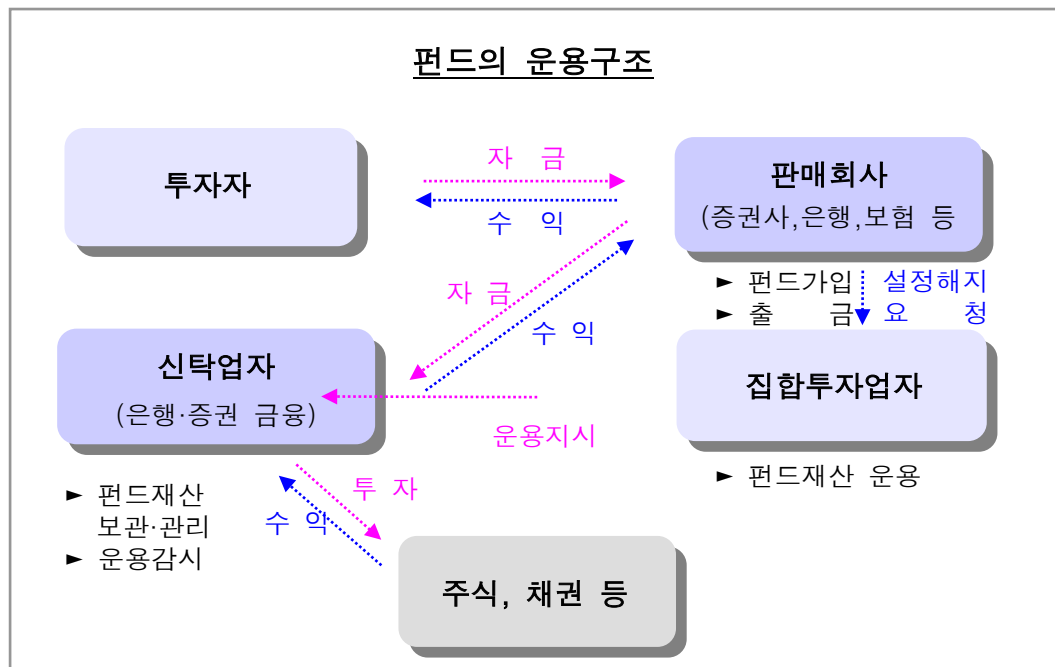 펀드의 운용구조
투자자
자 금
수 익
판매회사
(증권사,은행,보험 등
► 펀드가입
► 출 금
설정해지
요 청
자 금
수 익
신탁업자
(은행·증권 금융)
집합투자업자
운용지시
► 펀드재산 운용
► 펀드재산
보관·관리
► 운용감시
투 자
수 익
주식, 채권 등